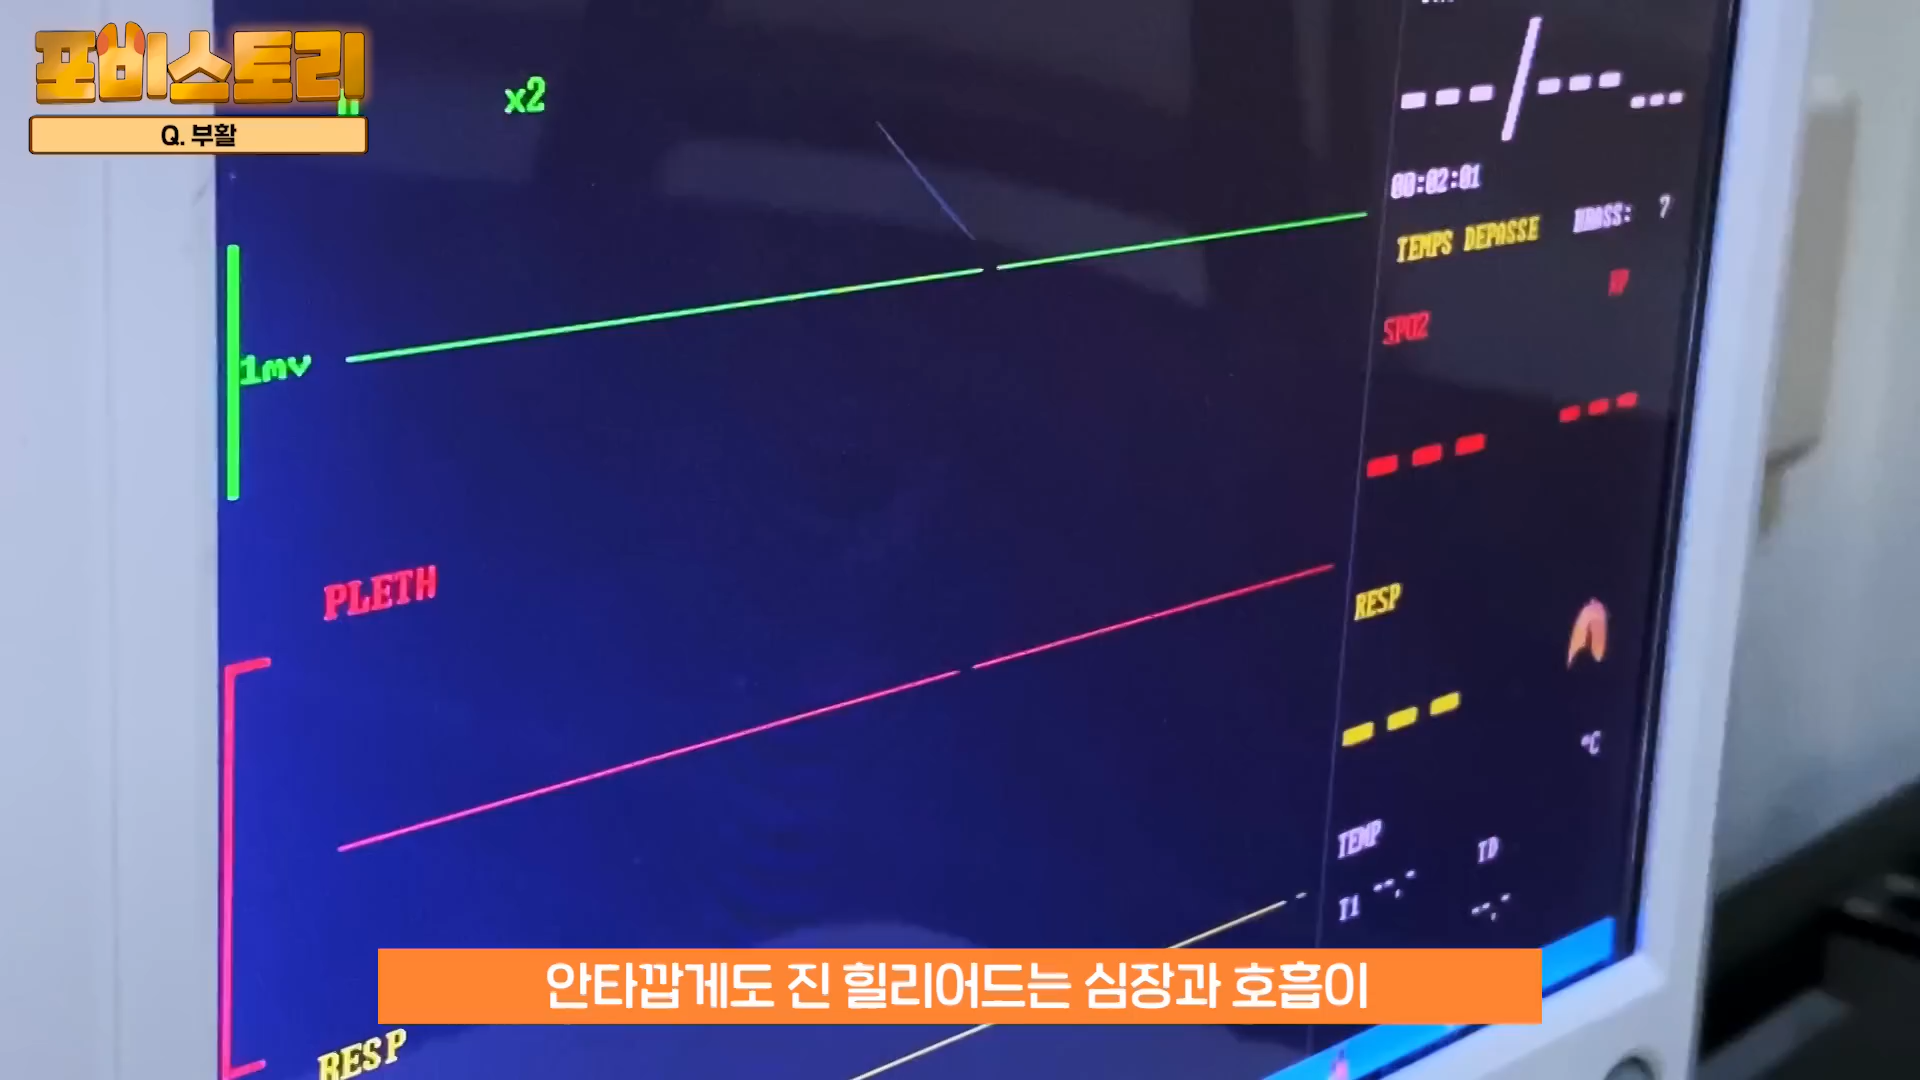 포비스토리
Q. 부활
x2
00:02:01
TEMPS DEPASSE
1mv
SPO2
PLETH
RESP
°C
TEMP
TD
T1
안타깝게도 진 힐리어드는 심장과 호흡이
RESP